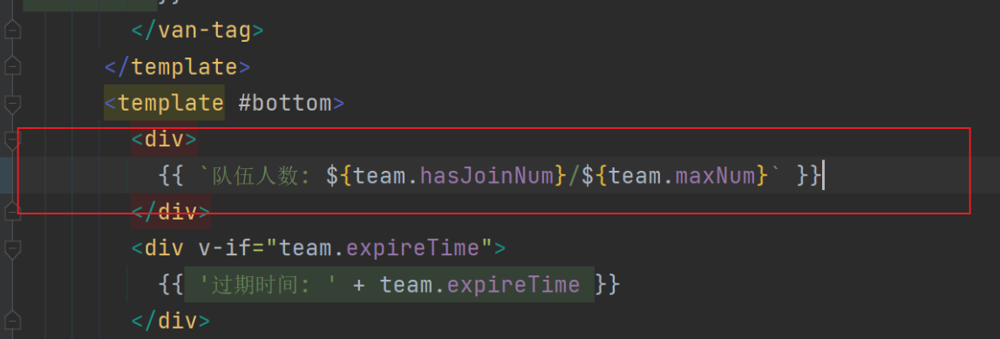 }}
</van-tag>
</template>
<template #bottom>
<div>
{{ `队伍人数: ${team.hasJoinNum}/${team.maxNum}` }}
</div>
<div v-if="team.expireTime">
{{ '过期时间: ' + team.expireTime }}
</div>